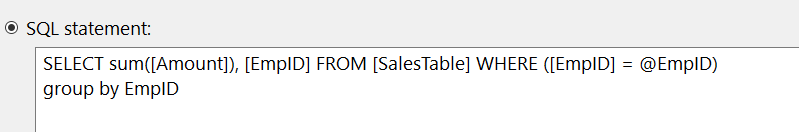 SQL statement:
SELECT sum([Amount]), [EmpID] FROM [SalesTable] WHERE ([EmpID] = @EmpID)
group by EmpID